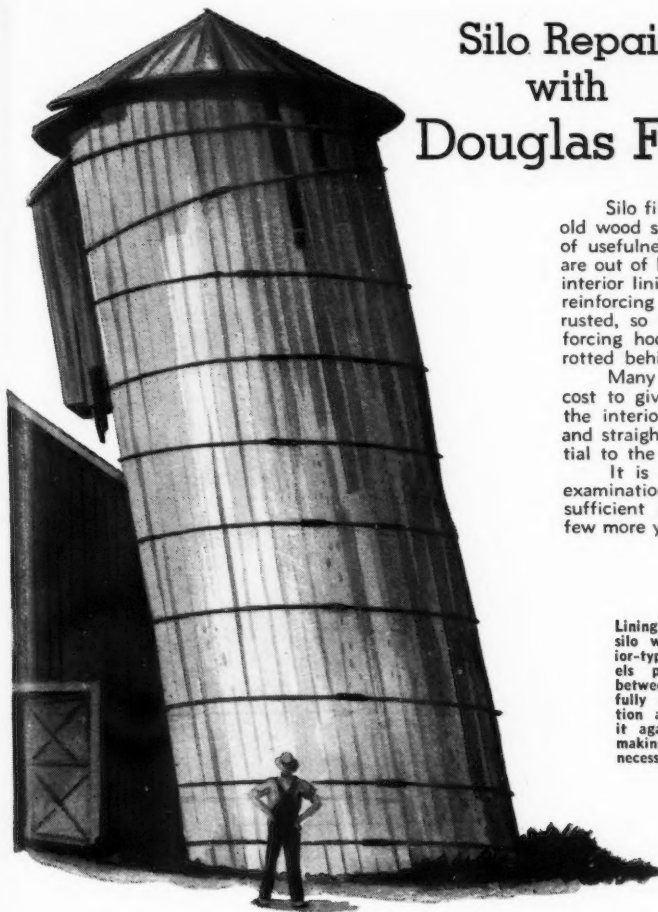 Silo Repai
with
Douglas F
Silo fi
old wood s
of usefulne
are out of
interior lini
reinforcing
rusted, so
forcing hoo
rotted behi
Many
cost to giv
the interio
and straigh
tial to the
It is
examination
sufficient
few more y
Lining
silo w
ior-typ
els p
betwee
fully
tion a
it aga
making
necess